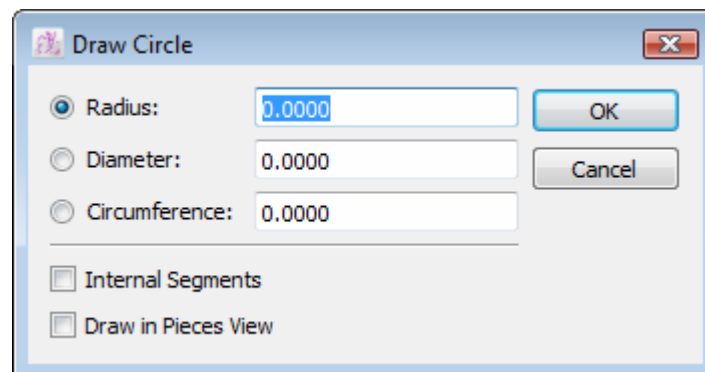 Draw Circle
Radius: 0.0000 OK
Diameter: 0.0000 Cancel
Circumference: 0.0000
Internal Segments
Draw in Pieces View